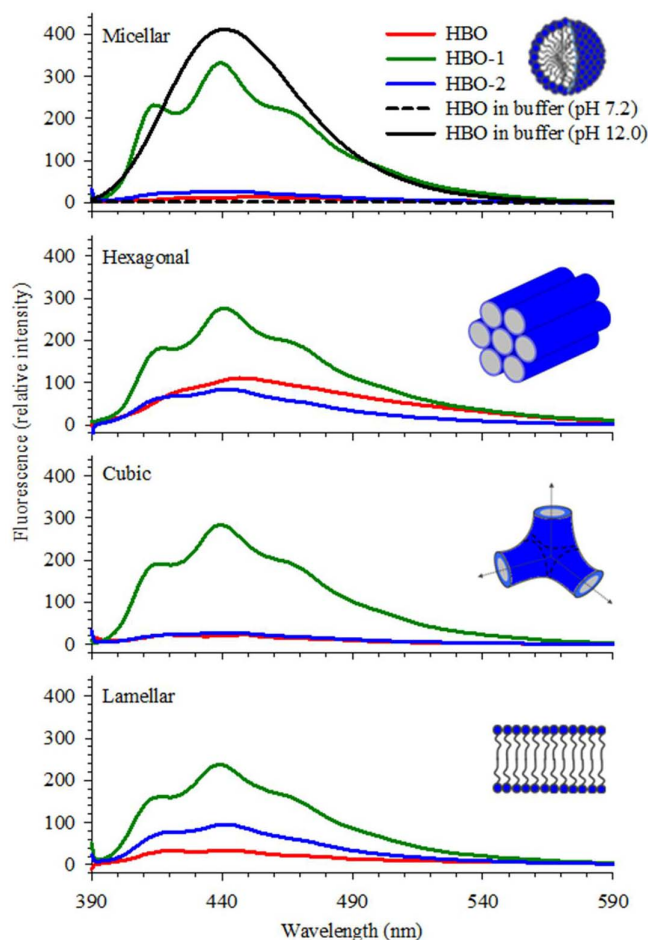 Micellar
HBO
HBO-1
HBO-2
HBO in buffer (pH 7.2)
HBO in buffer (pH 12.0)
400
300
200
100
0
Hexagonal
400
300
200
100
0
Cubic
400
300
200
100
0
Lamellar
400
300
200
100
0
390 440 490 540 590
Wavelength (nm)
Fluorescence (relative intensity)